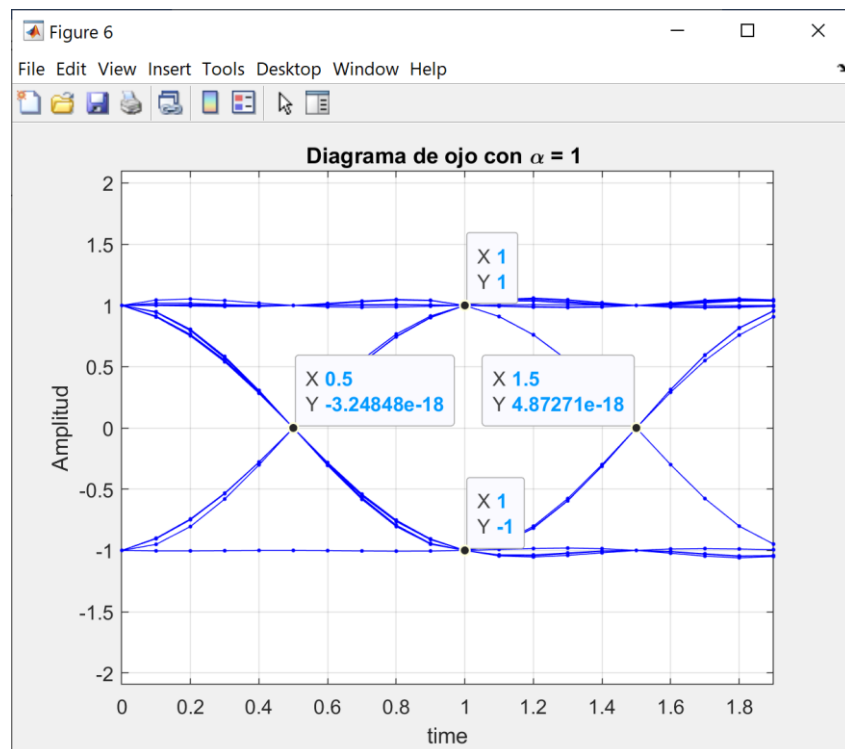 Figure 6
File Edit View Insert Tools Desktop Window Help
Diagrama de ojo con α = 1
2
1.5
1
0.5
0
-0.5
-1
-1.5
-2
Amplitud
X 1
Y 1
X 0.5
Y -3.24848e-18
X 1.5
Y 4.87271e-18
X 1
Y -1
0 0.2 0.4 0.6 0.8 1 1.2 1.4 1.6 1.8
time